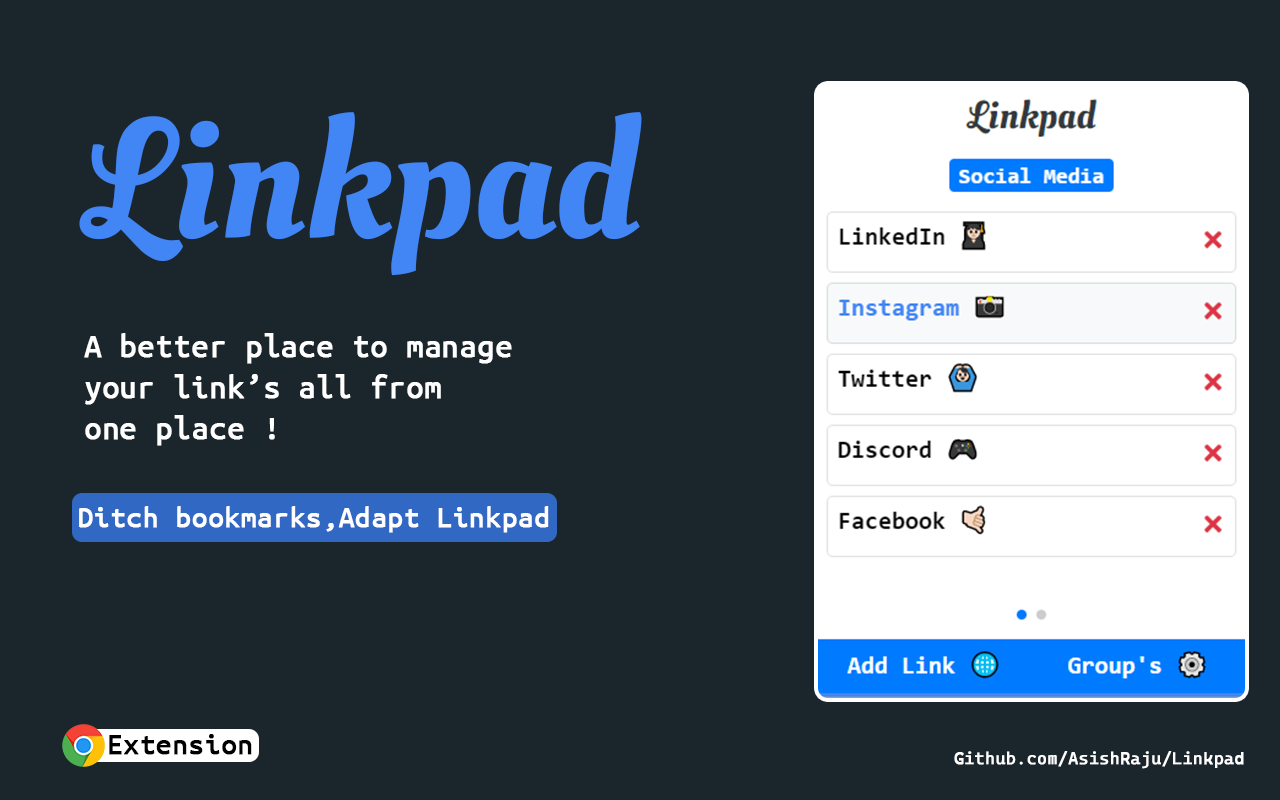 Linkpad
A better place to manage
your link’s all from
one place !
Ditch bookmarks,Adapt Linkpad
Extension
Linkpad
Social Media
LinkedIn
Instagram
Twitter
Discord
Facebook
Add Link
Group's
Github.com/AsishRaju/Linkpad